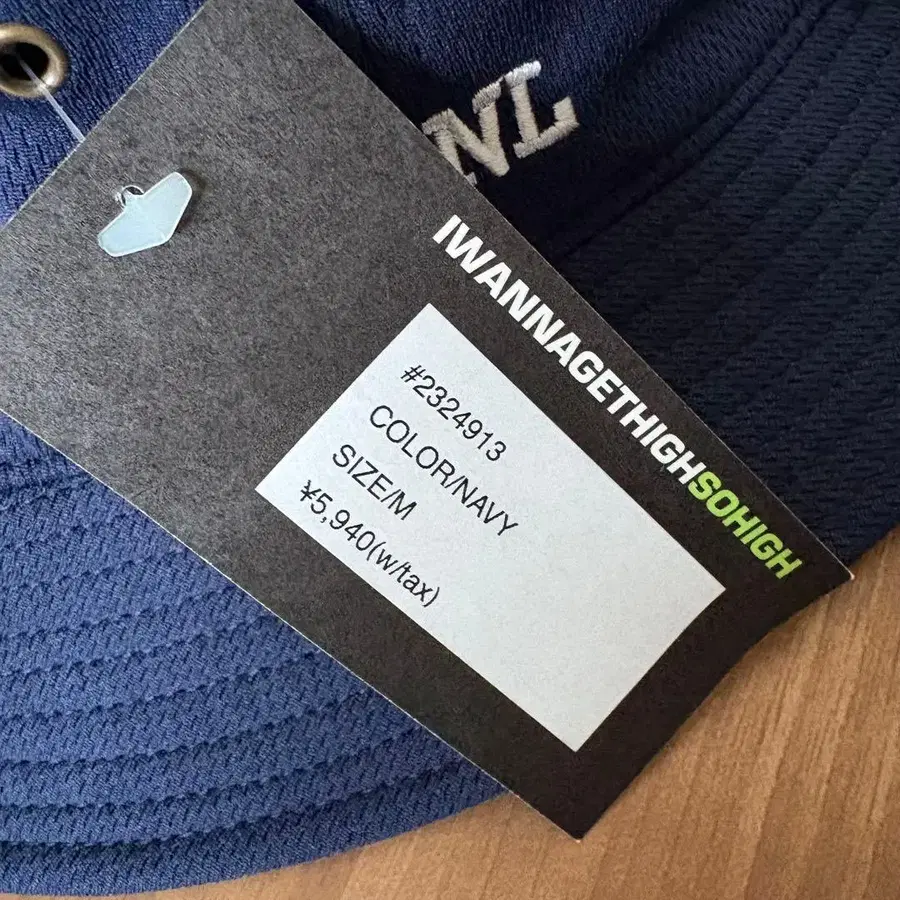 NL
IWANNAGETHIGHSOHIGH
#2324913
COLOR/NAVY
SIZE/M
¥5,940(w/tax)